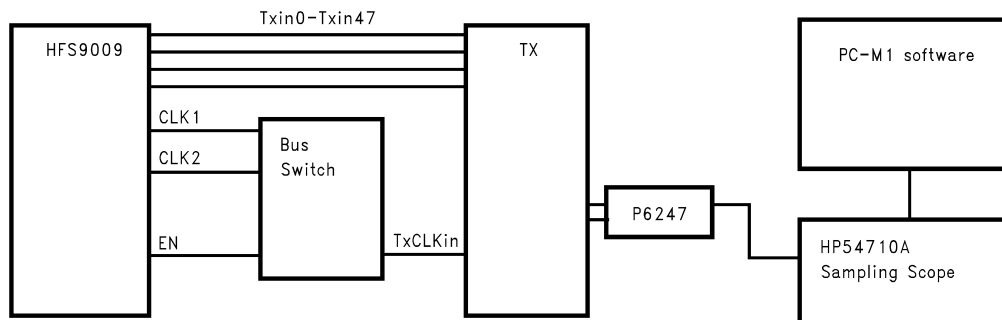 Txin0-Txin47
HFS9009
TX
PC-M1 software
CLK1
Bus
Switch
CLK2
P6247
EN
TxCLKin
HP54710A
Sampling Scope